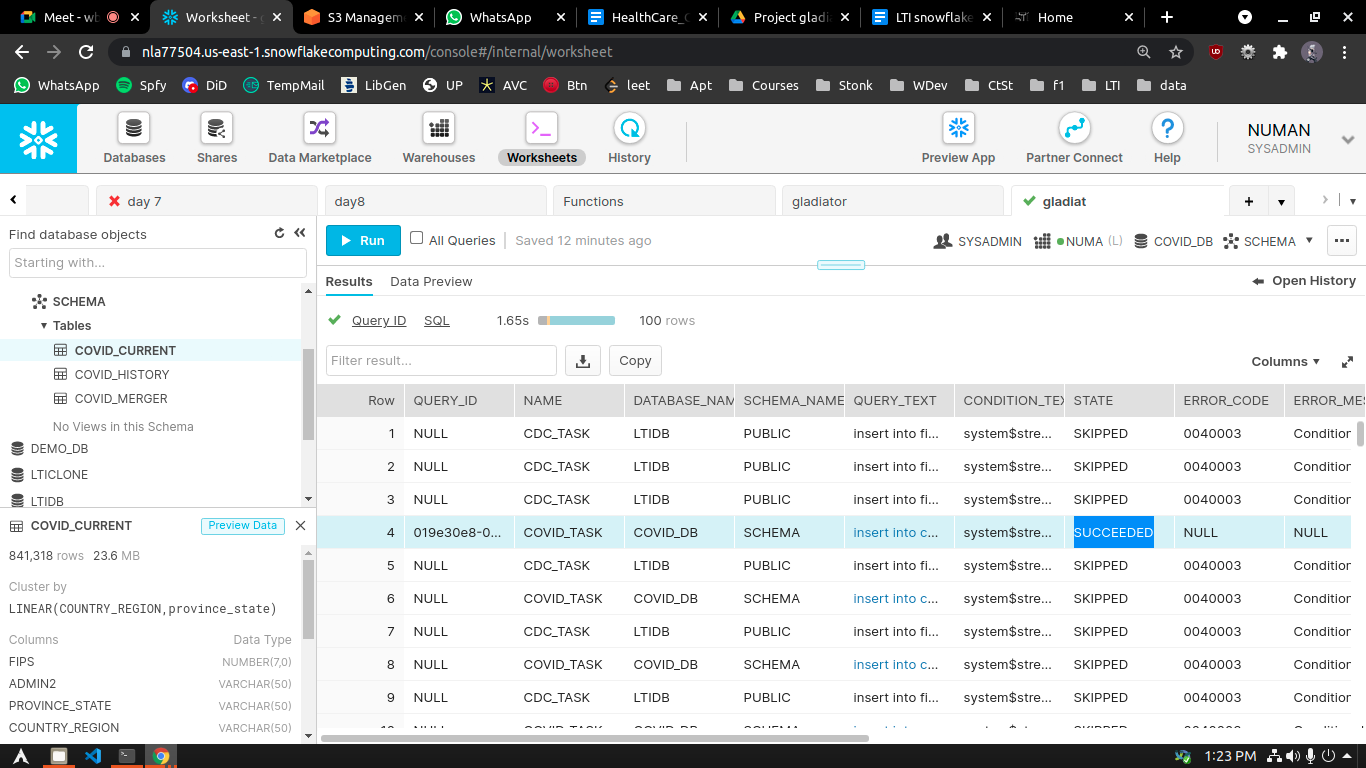 Meet - wb
Worksheet - g
S3 Managem
WhatsApp
HealthCare_C
Project gladia
LTI snowflake
Home
nla77504.us-east-1.snowflakecomputing.com/console#/internal/worksheet
WhatsApp Spfy DiD TempMail LibGen UP AVC Btn leet Apt Courses Stonk WDev CtSt f1 LTI data
Databases Shares Data Marketplace Warehouses Worksheets History Preview App Partner Connect Help
NUMAN
SYSADMIN
day 7 day8 Functions gladiator gladiat
Find database objects
Starting with...
SCHEMA
Tables
COVID_CURRENT
COVID_HISTORY
COVID_MERGER
No Views in this Schema
DEMO_DB
LTICLONE
LTIDB
COVID_CURRENT Preview Data
841,318 rows 23.6 MB
Cluster by
LINEAR(COUNTRY_REGION,province_state)
Columns Data Type
FIPS NUMBER(7,0)
ADMIN2 VARCHAR(50)
PROVINCE_STATE VARCHAR(50)
COUNTRY_REGION VARCHAR(50)
Run All Queries Saved 12 minutes ago SYSADMIN NUMA (L) COVID_DB SCHEMA ...
Results Data Preview Open History
Query ID SQL 1.65s 100 rows
Filter result... Copy Columns
Row QUERY_ID NAME DATABASE_NAM SCHEMA_NAME QUERY_TEXT CONDITION_TEX STATE ERROR_CODE ERROR_MES
1 NULL CDC_TASK LTIDB PUBLIC insert into fi... system$stre... SKIPPED 0040003 Condition
2 NULL CDC_TASK LTIDB PUBLIC insert into fi... system$stre... SKIPPED 0040003 Condition
3 NULL CDC_TASK LTIDB PUBLIC insert into fi... system$stre... SKIPPED 0040003 Condition
4 019e30e8-0... COVID_TASK COVID_DB SCHEMA insert into c... system$stre... SUCCEEDED NULL NULL
5 NULL CDC_TASK LTIDB PUBLIC insert into fi... system$stre... SKIPPED 0040003 Condition
6 NULL COVID_TASK COVID_DB SCHEMA insert into c... system$stre... SKIPPED 0040003 Condition
7 NULL CDC_TASK LTIDB PUBLIC insert into fi... system$stre... SKIPPED 0040003 Condition
8 NULL COVID_TASK COVID_DB SCHEMA insert into c... system$stre... SKIPPED 0040003 Condition
9 NULL CDC_TASK LTIDB PUBLIC insert into fi... system$stre... SKIPPED 0040003 Condition
1:23 PM